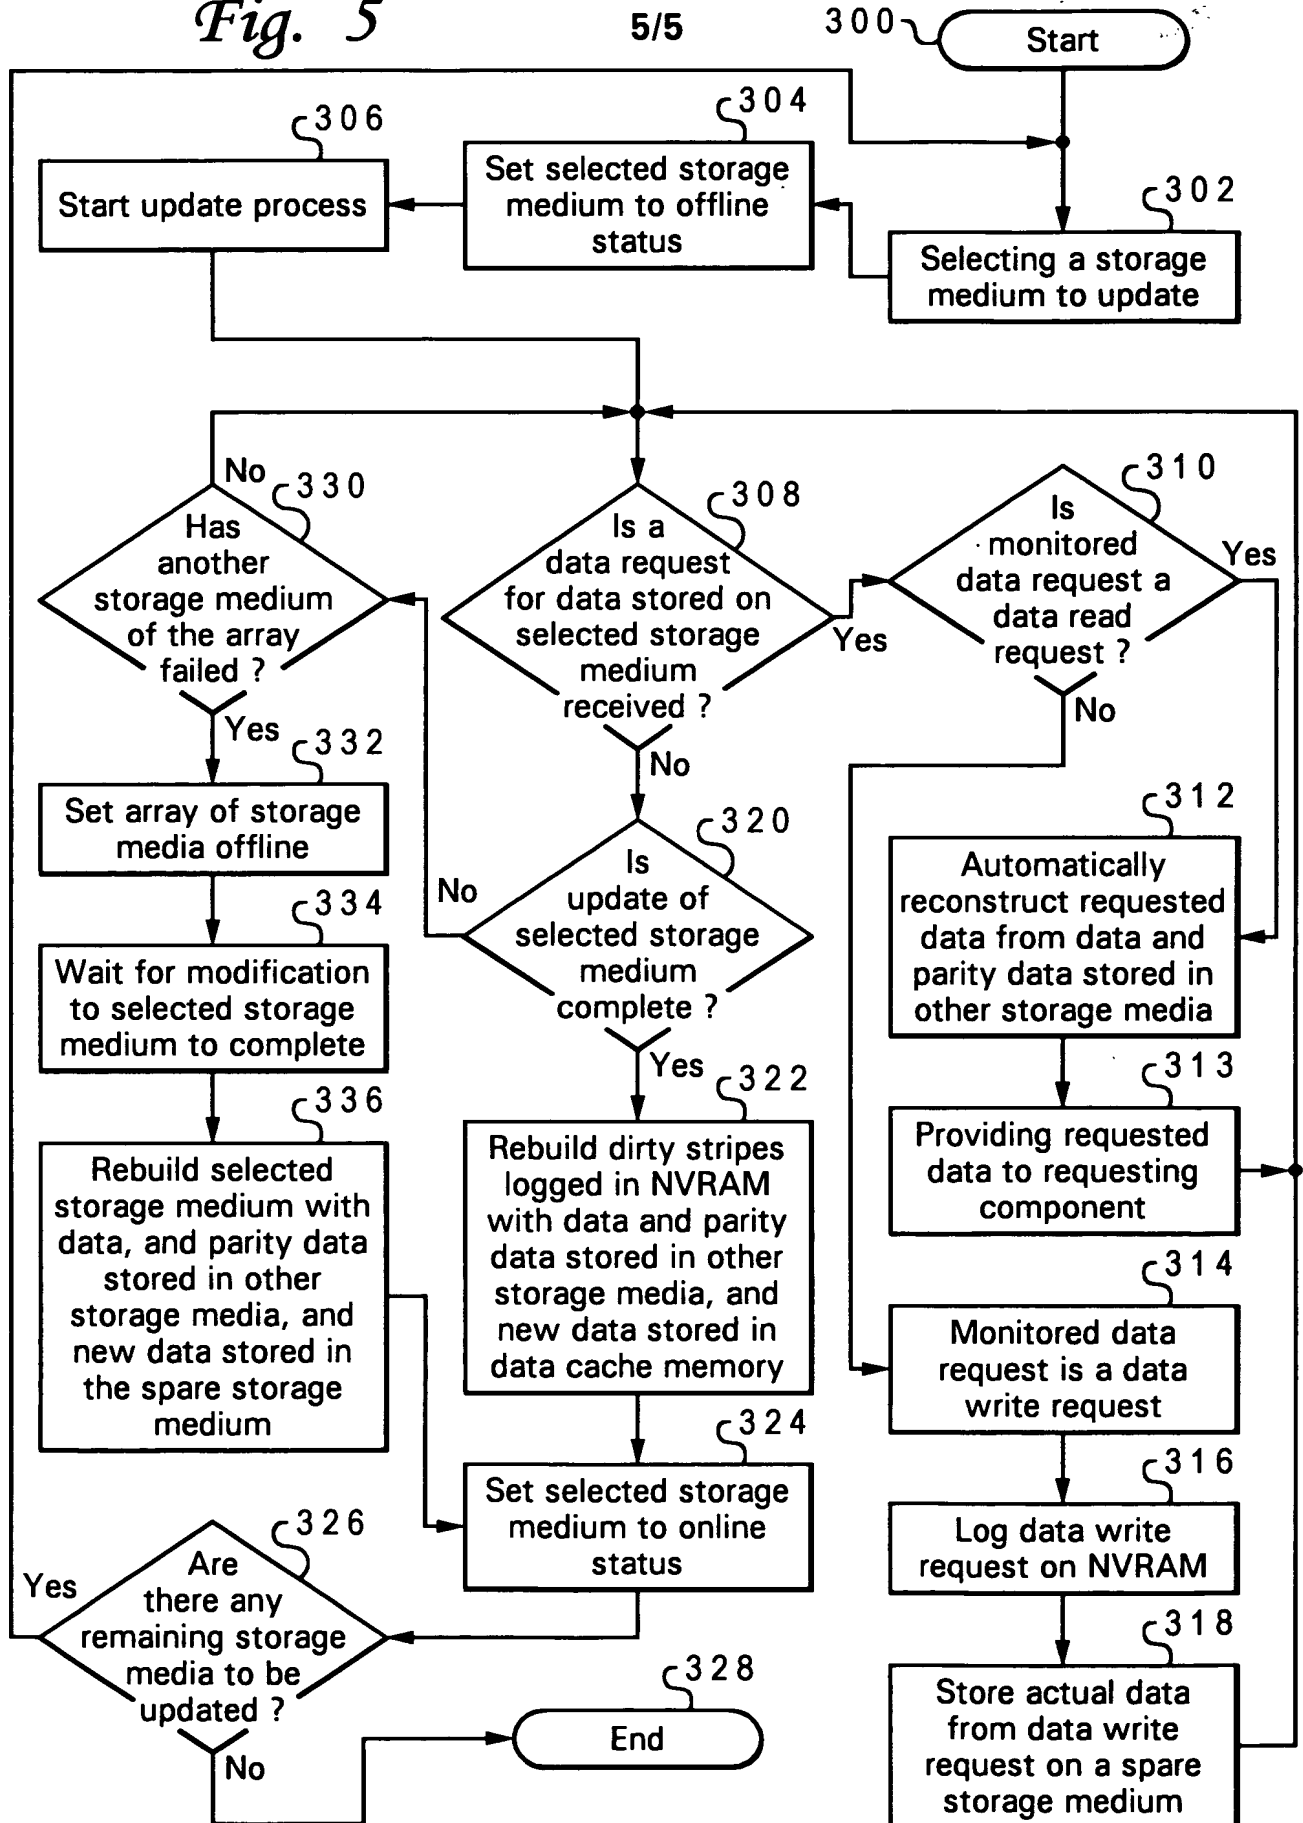 Fig. 5
5/5
300
Start
306
Start update process
304
Set selected storage
medium to offline
status
302
Selecting a storage
medium to update
No
330
Has
another
storage medium
of the array
failed ?
Yes
308
Is a
data request
for data stored on
selected storage
medium
received ?
Yes
No
310
Is
monitored
data request a
data read
request ?
Yes
No
332
Set array of storage
media offline
334
Wait for modification
to selected storage
medium to complete
336
Rebuild selected
storage medium with
data, and parity data
stored in other
storage media, and
new data stored in
the spare storage
medium
320
Is
update of
selected storage
medium
complete ?
No
Yes
322
Rebuild dirty stripes
logged in NVRAM
with data and parity
data stored in other
storage media, and
new data stored in
data cache memory
324
Set selected storage
medium to online
status
312
Automatically
reconstruct requested
data from data and
parity data stored in
other storage media
313
Providing requested
data to requesting
component
314
Monitored data
request is a data
write request
316
Log data write
request on NVRAM
318
Store actual data
from data write
request on a spare
storage medium
326
Are
there any
remaining storage
media to be
updated ?
Yes
No
328
End